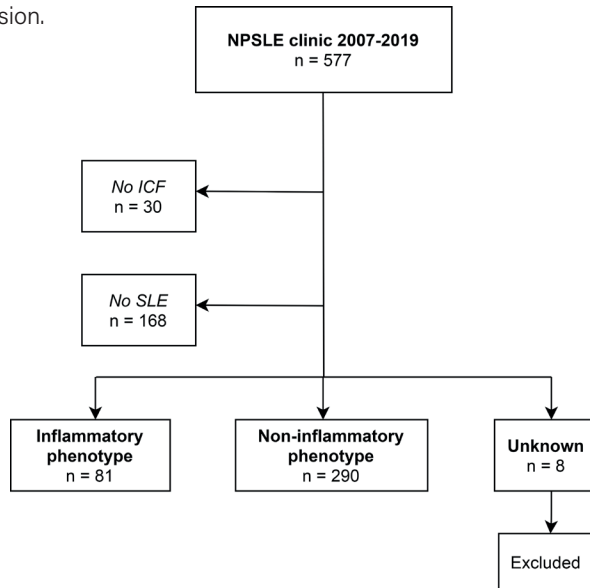 sion.
NPSLE clinic 2007-2019
n = 577
No ICF
n = 30
No SLE
n = 168
Inflammatory
phenotype
n = 81
Non-inflammatory
phenotype
n = 290
Unknown
n = 8
Excluded